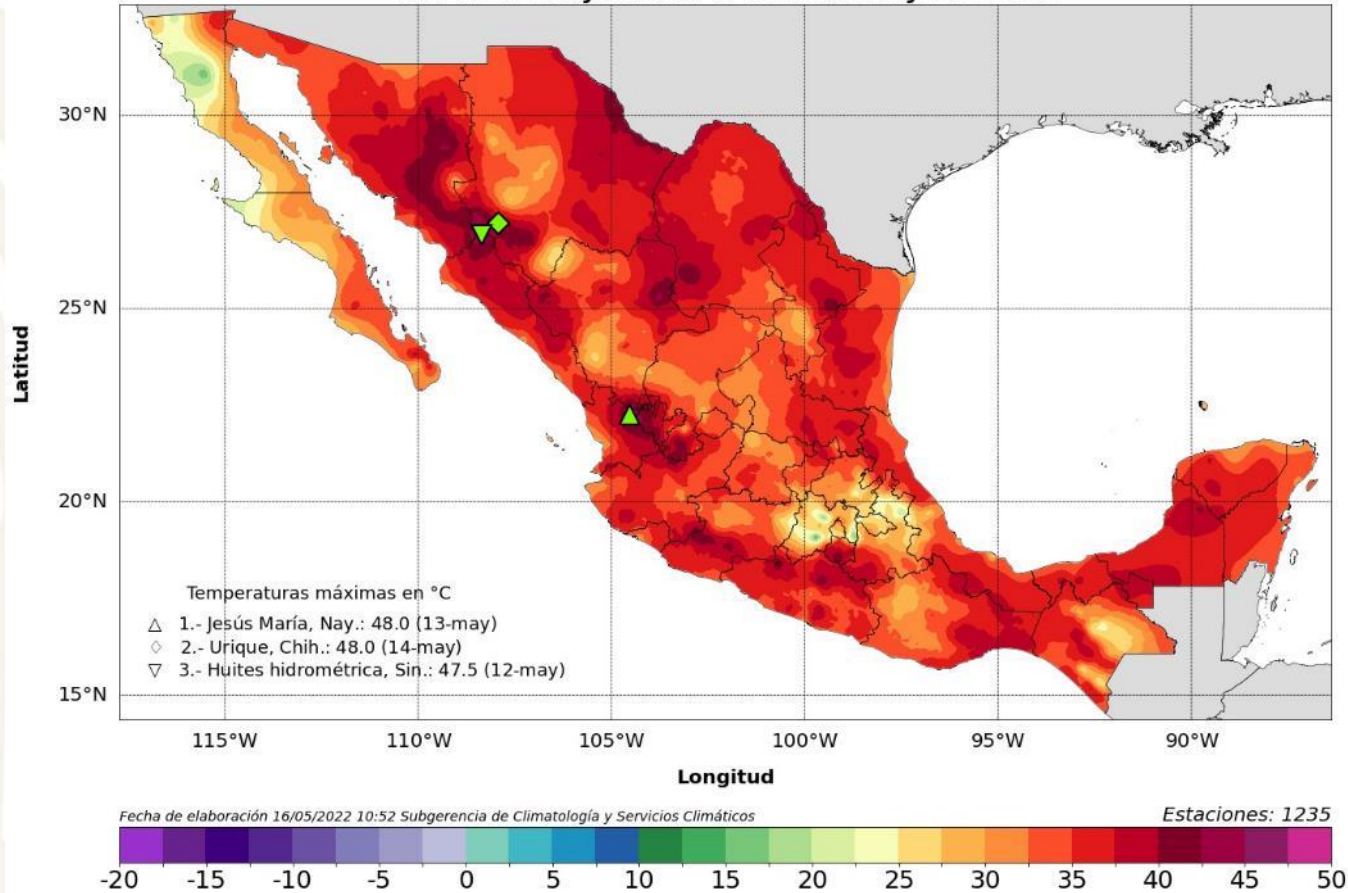 30°N
25°N
20°N
15°N
Latitud
Temperaturas máximas en °C
△ 1.- Jesús María, Nay.: 48.0 (13-may)
◇ 2.- Urique, Chih.: 48.0 (14-may)
▽ 3.- Huites hidrométrica, Sin.: 47.5 (12-may)
115°W 110°W 105°W 100°W 95°W 90°W
Longitud
Fecha de elaboración 16/05/2022 10:52 Subgerencia de Climatología y Servicios Climáticos
Estaciones: 1235
-20 -15 -10 -5 0 5 10 15 20 25 30 35 40 45 50